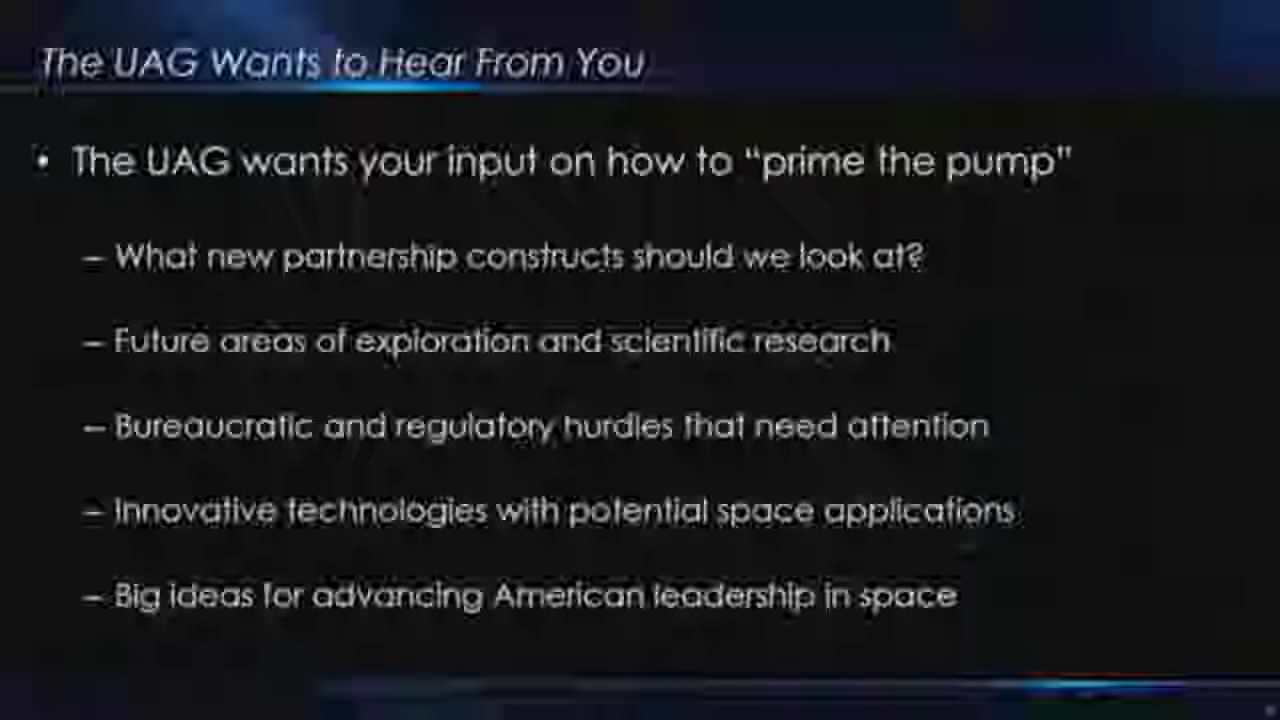 The UAG Wants to Hear From You
• The UAG wants your input on how to “prime the pump”
– What new partnership constructs should we look at?
– Future areas of exploration and scientific research
– Bureaucratic and regulatory hurdles that need attention
– Innovative technologies with potential space applications
– Big ideas for advancing American leadership in space